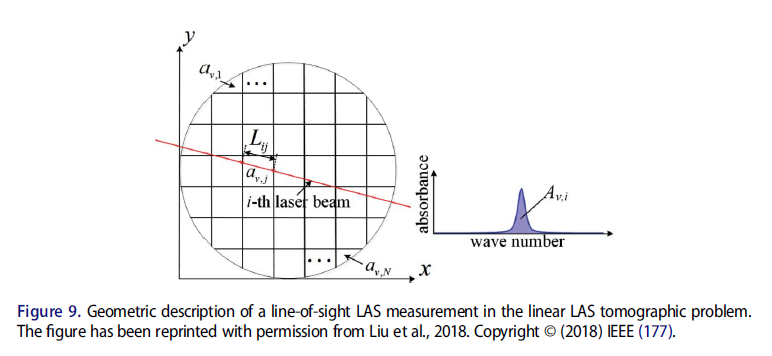 y
a_{v,1}
...
L_{ij}
a_{v,j}
i-th laser beam
...
a_{v,N}
x
absorbance
A_{v,i}
wave number
Figure 9. Geometric description of a line-of-sight LAS measurement in the linear LAS tomographic problem.
The figure has been reprinted with permission from Liu et al., 2018. Copyright © (2018) IEEE (177).